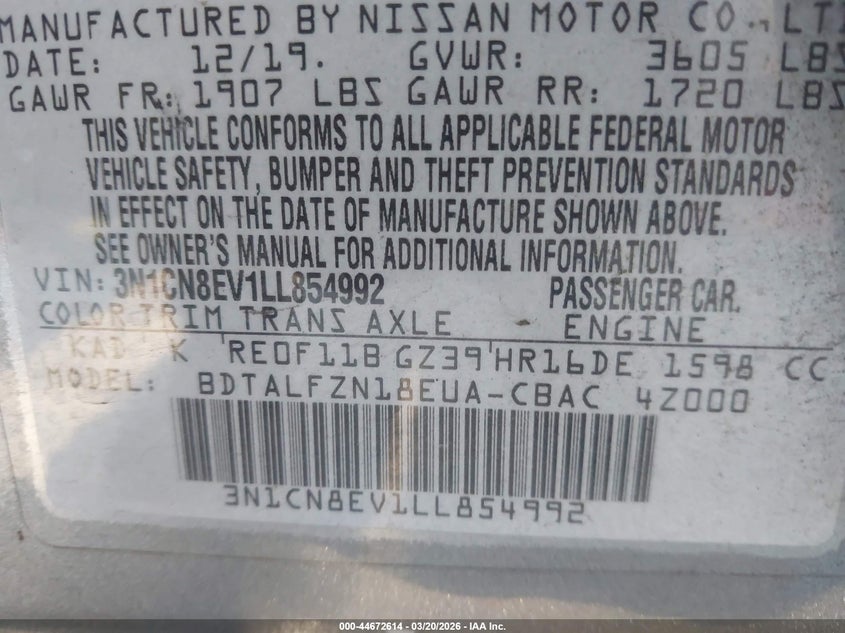 MANUFACTURED BY NISSAN MOTOR CO., LT
DATE: 12/19. GVWR: 3605 LBS
GAWR FR: 1907 LBS GAWR RR: 1720 LBS
THIS VEHICLE CONFORMS TO ALL APPLICABLE FEDERAL MOTOR
VEHICLE SAFETY, BUMPER AND THEFT PREVENTION STANDARDS
IN EFFECT ON THE DATE OF MANUFACTURE SHOWN ABOVE.
SEE OWNER'S MANUAL FOR ADDITIONAL INFORMATION.
VIN: 3N1CN8EV1LL854992 PASSENGER CAR.
COLOR TRIM TRANS AXLE ENGINE
KAD K RE0F11B GZ39 HR16DE 1598 CC
MODEL: BDTALFZN18EUA-CBAC 4Z000
3N1CN8EV1LL854992
000-44672614 - 03/20/2026 - IAA Inc.